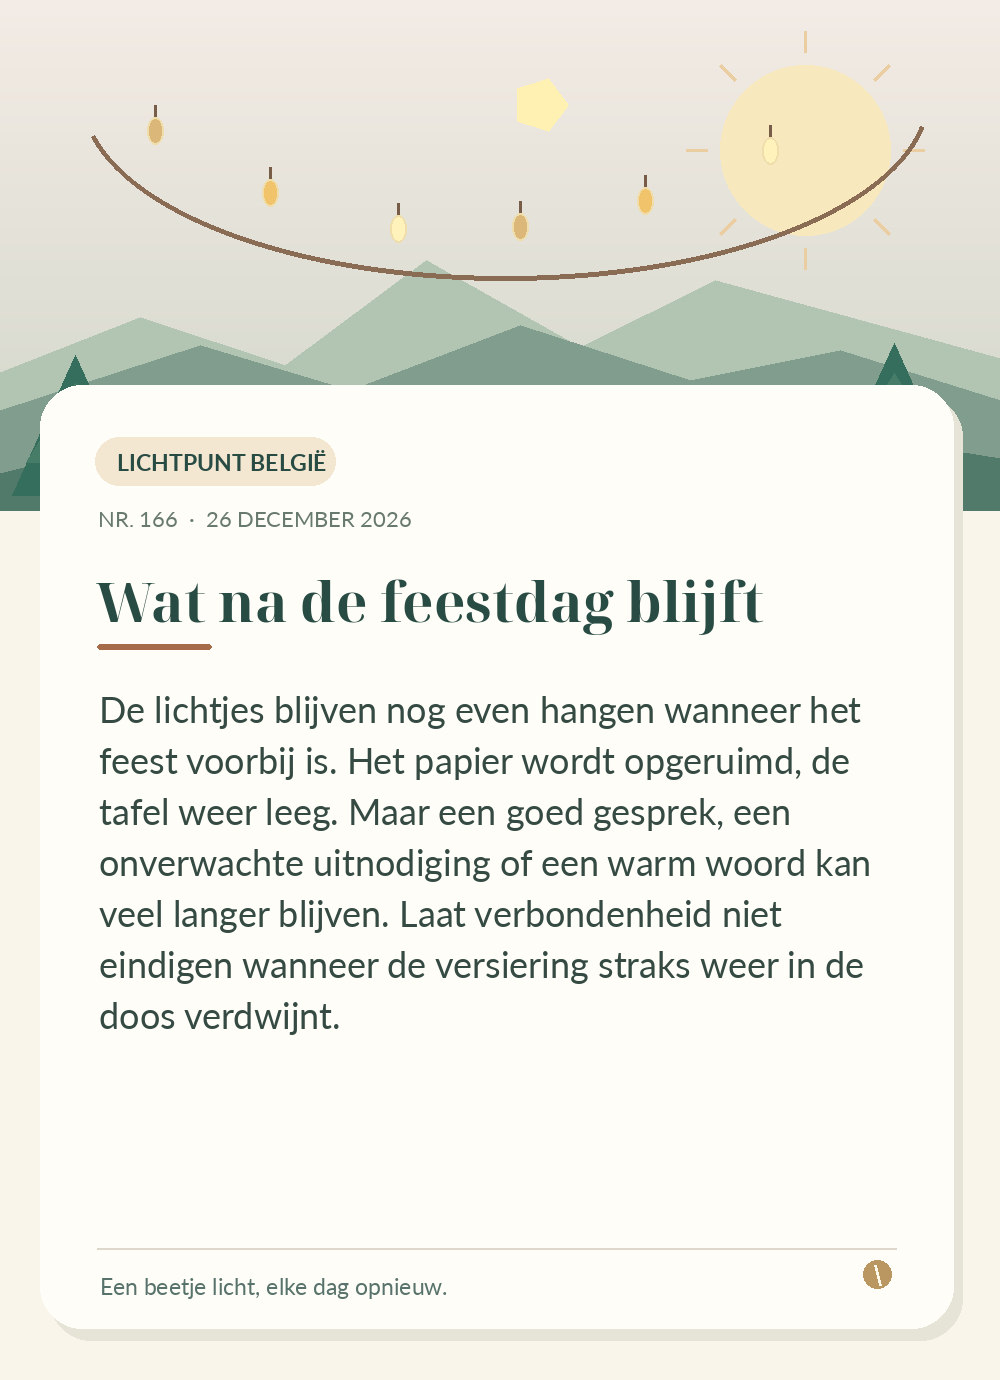 LICHTPUNT BELGIË
NR. 166 · 26 DECEMBER 2026
Wat na de feestdag blijft
De lichtjes blijven nog even hangen wanneer het
feest voorbij is. Het papier wordt opgeruimd, de
tafel weer leeg. Maar een goed gesprek, een
onverwachte uitnodiging of een warm woord kan
veel langer blijven. Laat verbondenheid niet
eindigen wanneer de versiering straks weer in de
doos verdwijnt.
Een beetje licht, elke dag opnieuw.